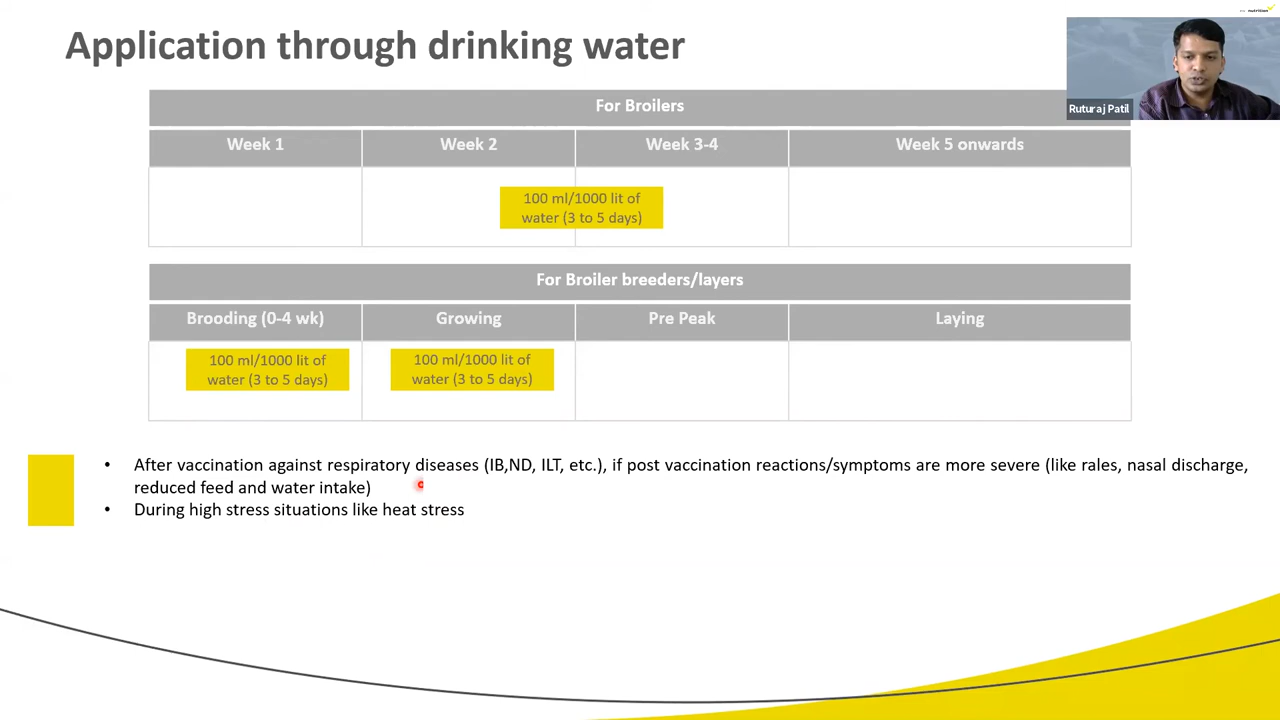 nutrition
Application through drinking water
Ruturaj Patil
For Broilers
Week 1 Week 2 Week 3-4 Week 5 onwards
100 ml/1000 lit of
water (3 to 5 days)
For Broiler breeders/layers
Brooding (0-4 wk) Growing Pre Peak Laying
100 ml/1000 lit of 100 ml/1000 lit of
water (3 to 5 days) water (3 to 5 days)
• After vaccination against respiratory diseases (IB,ND, ILT, etc.), if post vaccination reactions/symptoms are more severe (like rales, nasal discharge,
reduced feed and water intake)
• During high stress situations like heat stress